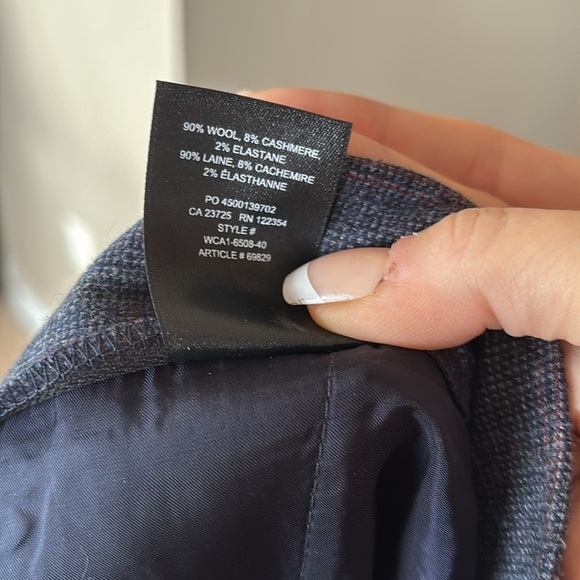 90% WOOL, 8% CASHMERE,
2% ELASTANE
90% LAINE, 8% CACHEMIRE
2% ÉLASTHANNE
PO 4500139702
CA 23725 RN 122354
STYLE #
WCA1-6508-40
ARTICLE # 69829